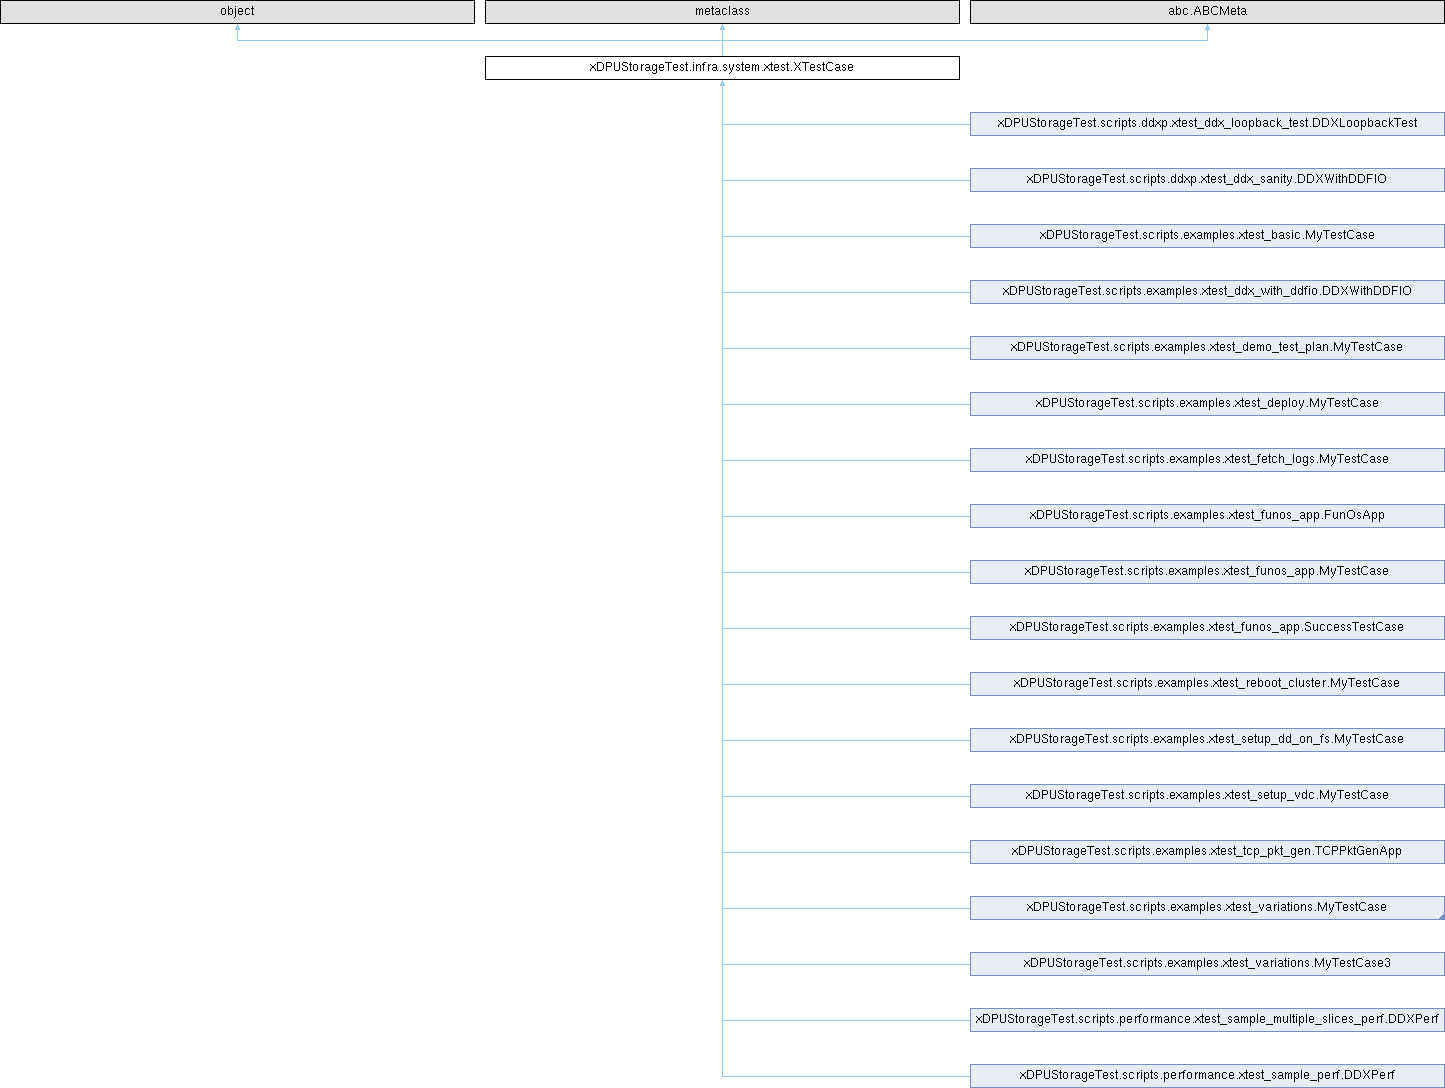 object
metaclass
abc.ABCMeta
xDPUStorageTest.infra.system.xtest.XTestCase
xDPUStorageTest.scripts.ddxp.xtest_ddx_loopback_test.DDXLoopbackTest
xDPUStorageTest.scripts.ddxp.xtest_ddx_sanity.DDXWithDDFIO
xDPUStorageTest.scripts.examples.xtest_basic.MyTestCase
xDPUStorageTest.scripts.examples.xtest_ddx_with_ddfio.DDXWithDDFIO
xDPUStorageTest.scripts.examples.xtest_demo_test_plan.MyTestCase
xDPUStorageTest.scripts.examples.xtest_deploy.MyTestCase
xDPUStorageTest.scripts.examples.xtest_fetch_logs.MyTestCase
xDPUStorageTest.scripts.examples.xtest_funos_app.FunOsApp
xDPUStorageTest.scripts.examples.xtest_funos_app.MyTestCase
xDPUStorageTest.scripts.examples.xtest_funos_app.SuccessTestCase
xDPUStorageTest.scripts.examples.xtest_reboot_cluster.MyTestCase
xDPUStorageTest.scripts.examples.xtest_setup_dd_on_fs.MyTestCase
xDPUStorageTest.scripts.examples.xtest_setup_vdc.MyTestCase
xDPUStorageTest.scripts.examples.xtest_tcp_pkt_gen.TCPPktGenApp
xDPUStorageTest.scripts.examples.xtest_variations.MyTestCase
xDPUStorageTest.scripts.examples.xtest_variations.MyTestCase3
xDPUStorageTest.scripts.performance.xtest_sample_multiple_slices_perf.DDXPerf
xDPUStorageTest.scripts.performance.xtest_sample_perf.DDXPerf